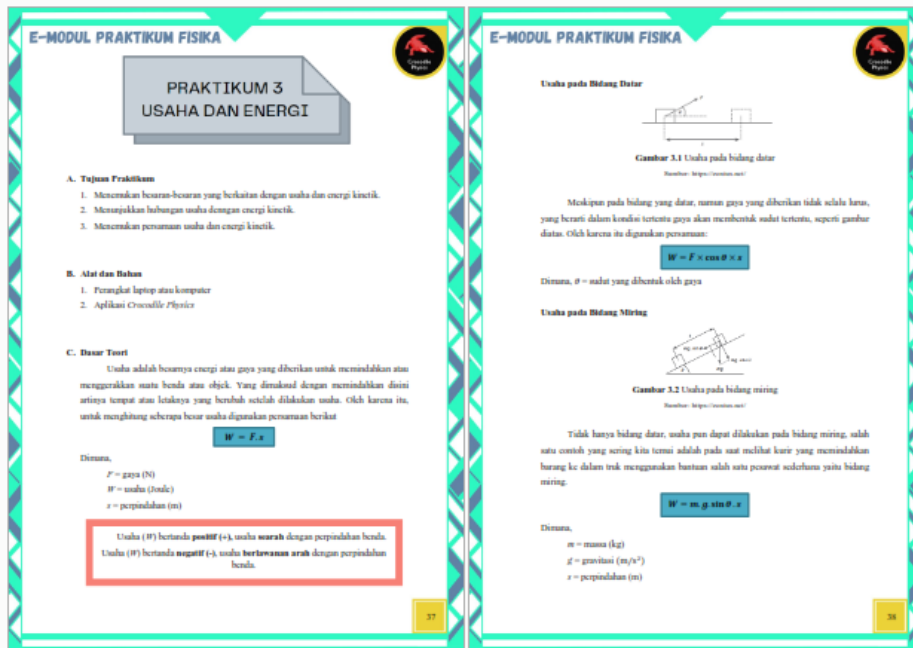 E-MODUL PRAKTIKUM FISIKA
Crocodile
Physics
PRAKTIKUM 3
USAHA DAN ENERGI
A. Tujuan Praktikum
1. Menemukan besaran-besaran yang berkaitan dengan usaha dan energi kinetik.
2. Menunjukkan hubungan usaha denngan energi kinetik.
3. Menemukan persamaan usaha dan energi kinetik.
B. Alat dan Bahan
1. Perangkat laptop atau komputer
2. Aplikasi Crocodile Physics
C. Dasar Teori
Usaha adalah besarnya energi atau gaya yang diberikan untuk memindahkan atau
menggerakkan suatu benda atau objek. Yang dimaksud dengan memindahkan disini
artinya tempat atau letaknya yang berubah setelah dilakukan usaha. Oleh karena itu,
untuk menghitung seberapa besar usaha digunakan persamaan berikut
W = F.s
Dimana,
F = gaya (N)
W = usaha (Joule)
s = perpindahan (m)
Usaha (W) bertanda positif (+), usaha searah dengan perpindahan benda.
Usaha (W) bertanda negatif (-), usaha berlawanan arah dengan perpindahan
benda.
37
E-MODUL PRAKTIKUM FISIKA
Crocodile
Physics
Usaha pada Bidang Datar
Gambar 3.1 Usaha pada bidang datar
Meskipun pada bidang yang datar, namun gaya yang diberikan tidak selalu lurus,
yang berarti dalam kondisi tertentu gaya akan membentuk sudut tertentu, seperti gambar
diatas. Oleh karena itu digunakan persamaan:
W = F × cos θ × s
Dimana, θ = sudut yang dibentuk oleh gaya
Usaha pada Bidang Miring
Gambar 3.2 Usaha pada bidang miring
Tidak hanya bidang datar, usaha pun dapat dilakukan pada bidang miring, salah
satu contoh yang sering kita temui adalah pada saat melihat kurir yang memindahkan
barang ke dalam truk menggunakan bantuan salah satu pesawat sederhana yaitu bidang
miring.
W = m.g.sin θ.s
Dimana,
m = massa (kg)
g = gravitasi (m/s²)
s = perpindahan (m)
38